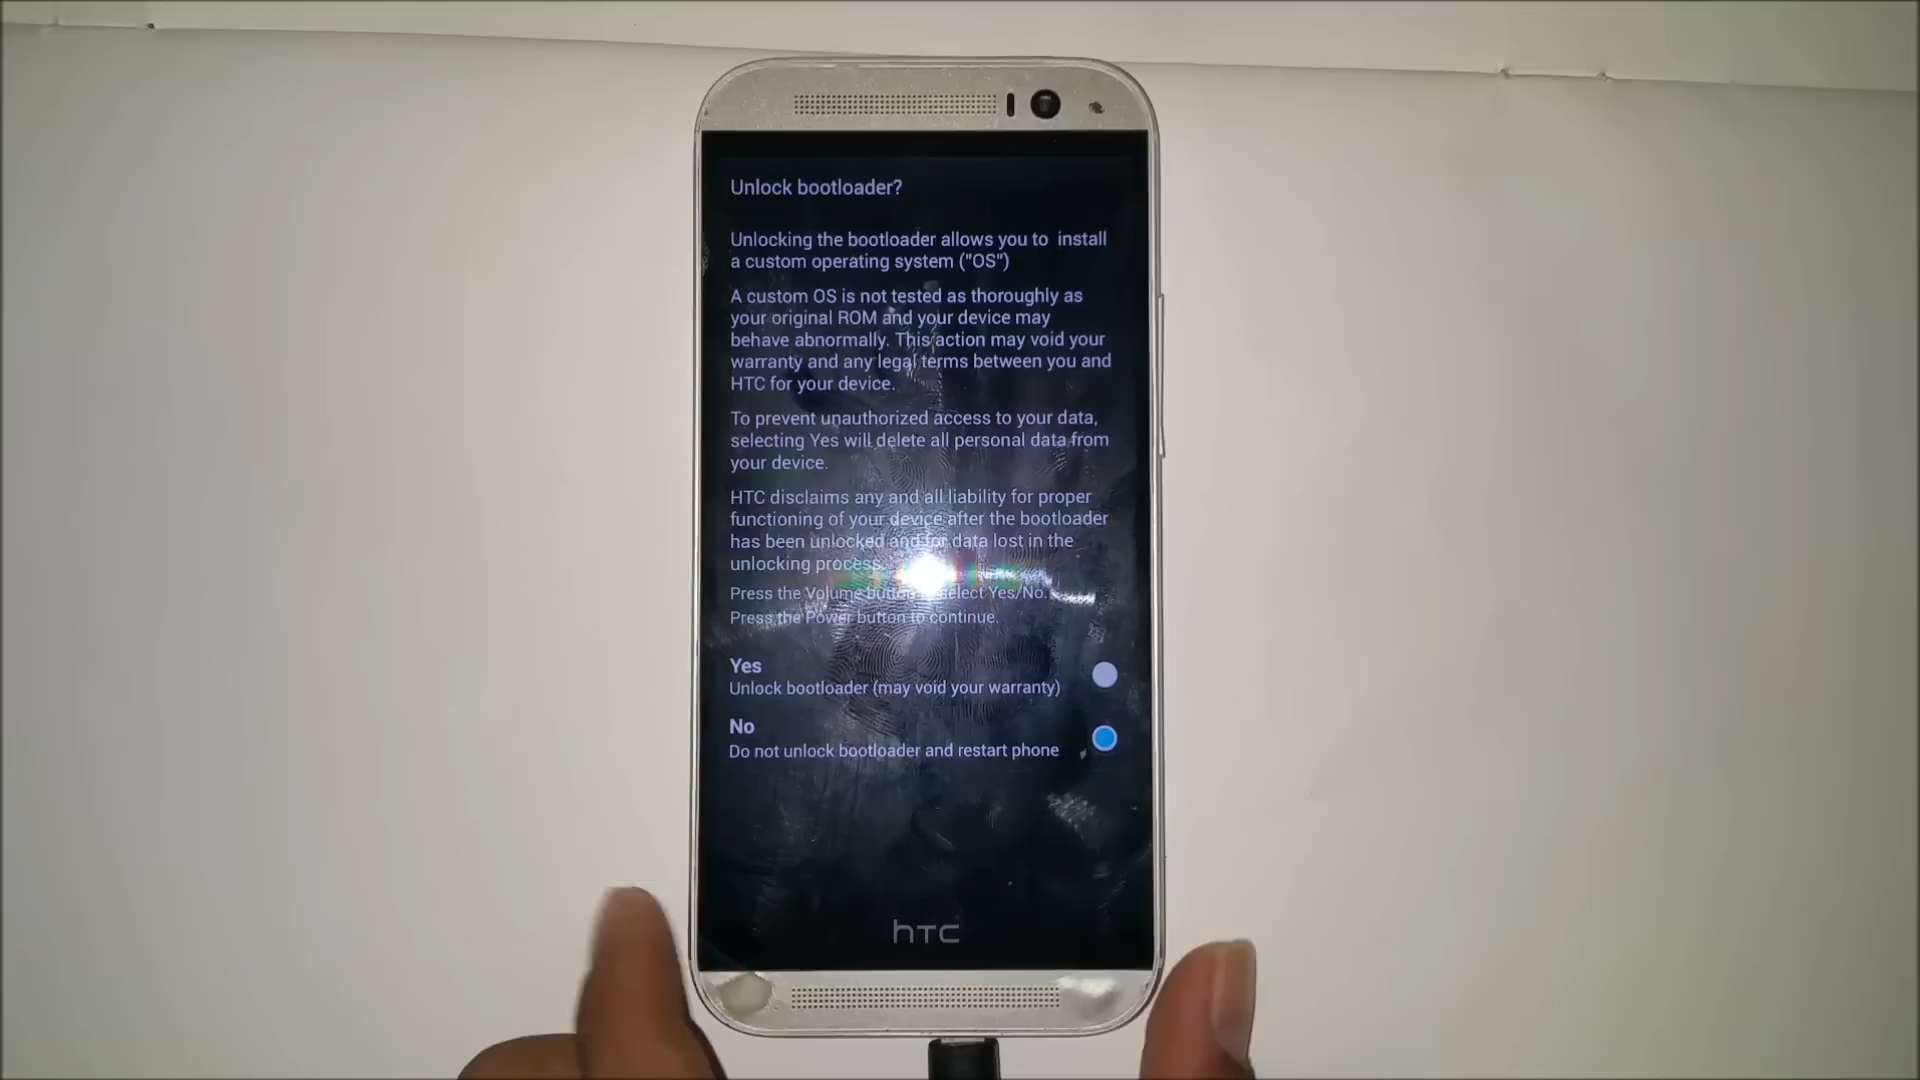 Unlock bootloader?
Unlocking the bootloader allows you to install
a custom operating system ("OS")
A custom OS is not tested as thoroughly as
your original ROM and your device may
behave abnormally. This action may void your
warranty and any legal terms between you and
HTC for your device.
To prevent unauthorized access to your data,
selecting Yes will delete all personal data from
your device.
HTC disclaims any and all liability for proper
functioning of your device after the bootloader
has been unlocked and for data lost in the
unlocking process.
Press the Volume button select Yes/No.
Press the Power button to continue.
Yes
Unlock bootloader (may void your warranty)
No
Do not unlock bootloader and restart phone
hTC